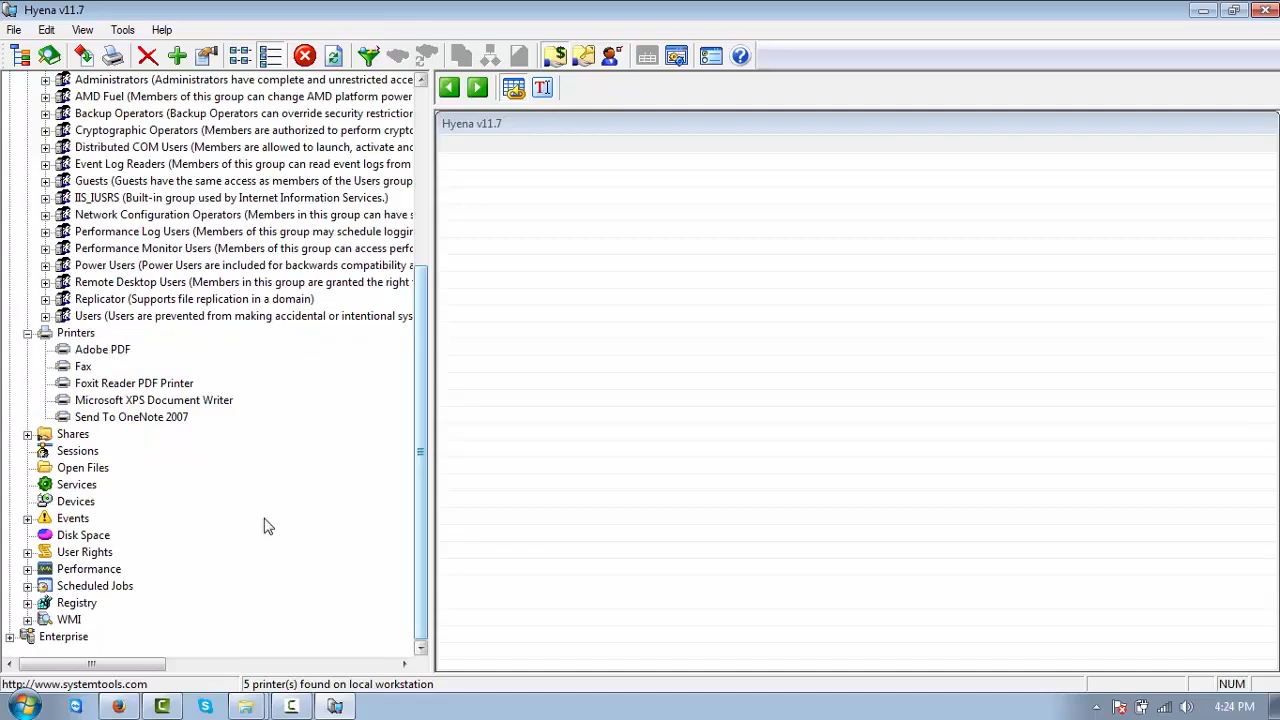 Hyena v11.7
File Edit View Tools Help
Administrators (Administrators have complete and unrestricted acce
AMD Fuel (Members of this group can change AMD platform power
Backup Operators (Backup Operators can override security restriction
Cryptographic Operators (Members are authorized to perform crypto
Distributed COM Users (Members are allowed to launch, activate and
Event Log Readers (Members of this group can read event logs from
Guests (Guests have the same access as members of the Users group
IIS_IUSRS (Built-in group used by Internet Information Services.)
Network Configuration Operators (Members in this group can have s
Performance Log Users (Members of this group may schedule loggin
Performance Monitor Users (Members of this group can access perfo
Power Users (Power Users are included for backwards compatibility a
Remote Desktop Users (Members in this group are granted the right
Replicator (Supports file replication in a domain)
Users (Users are prevented from making accidental or intentional sys
Printers
Adobe PDF
Fax
Foxit Reader PDF Printer
Microsoft XPS Document Writer
Send To OneNote 2007
Shares
Sessions
Open Files
Services
Devices
Events
Disk Space
User Rights
Performance
Scheduled Jobs
Registry
WMI
Enterprise
Hyena v11.7
http://www.systemtools.com 5 printer(s) found on local workstation NUM
4:24 PM